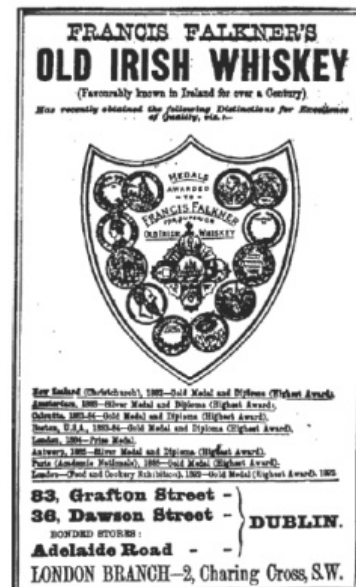 FRANCIS FALKNER'S
OLD IRISH WHISKEY
(Favourably known in Ireland for over a Century)
Has recently obtained the following Distinctions for Excellence
of Quality, viz.:—
MEDALS
AWARDED
TO
FRANCIS FALKNER
FOR SUPERIOR
OLD IRISH WHISKEY
New Zealand (Christchurch), 1882—Gold Medal and Diploma (Highest Award).
Amsterdam, 1883—Silver Medal and Diploma (Highest Award).
Calcutta, 1883-84—Gold Medal and Diploma (Highest Award).
Boston, U.S.A., 1883-84—Gold Medal and Diploma (Highest Award).
London, 1884—Prize Medal.
Antwerp, 1885—Silver Medal and Diploma (Highest Award).
Paris (Academie Nationale), 1885—Gold Medal (Highest Award).
London—(Food and Cookery Exhibition), Gold Medal (Highest Award).
83, Grafton Street -
36, Dawson Street - DUBLIN.
BONDED STORES:
Adelaide Road - -
LONDON BRANCH—2, Charing Cross, S.W.